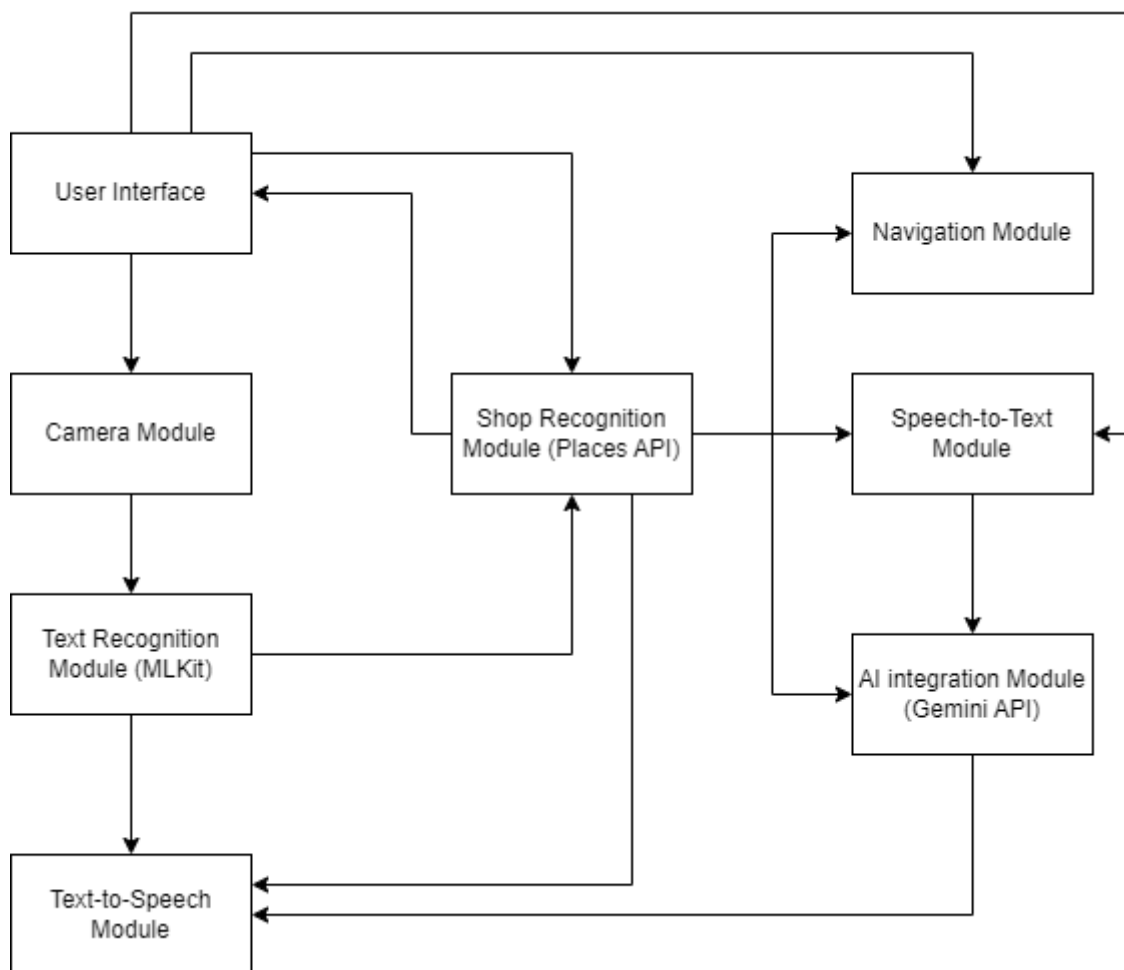 User Interface
Navigation Module
Camera Module
Shop Recognition
Module (Places API)
Speech-to-Text
Module
Text Recognition
Module (MLKit)
AI integration Module
(Gemini API)
Text-to-Speech
Module